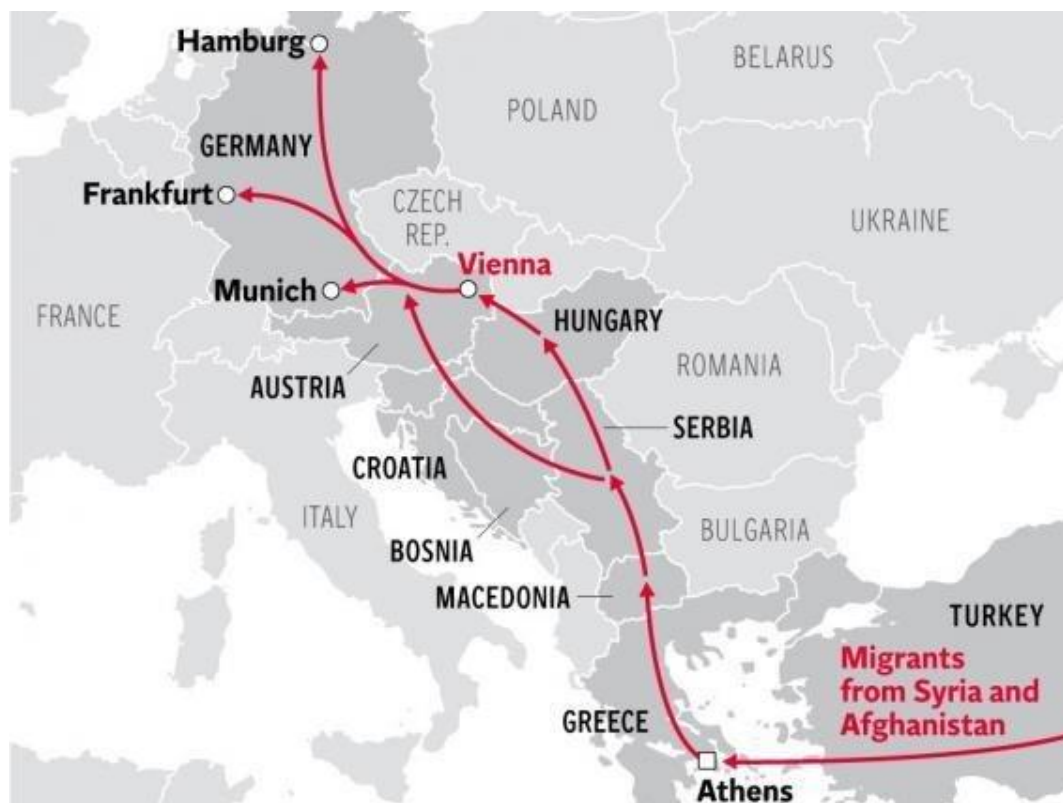 Hamburg
BELARUS
POLAND
GERMANY
Frankfurt
CZECH
REP.
UKRAINE
Vienna
Munich
FRANCE
HUNGARY
ROMANIA
AUSTRIA
SERBIA
CROATIA
ITALY
BULGARIA
BOSNIA
MACEDONIA
TURKEY
Migrants
from Syria and
Afghanistan
GREECE
Athens